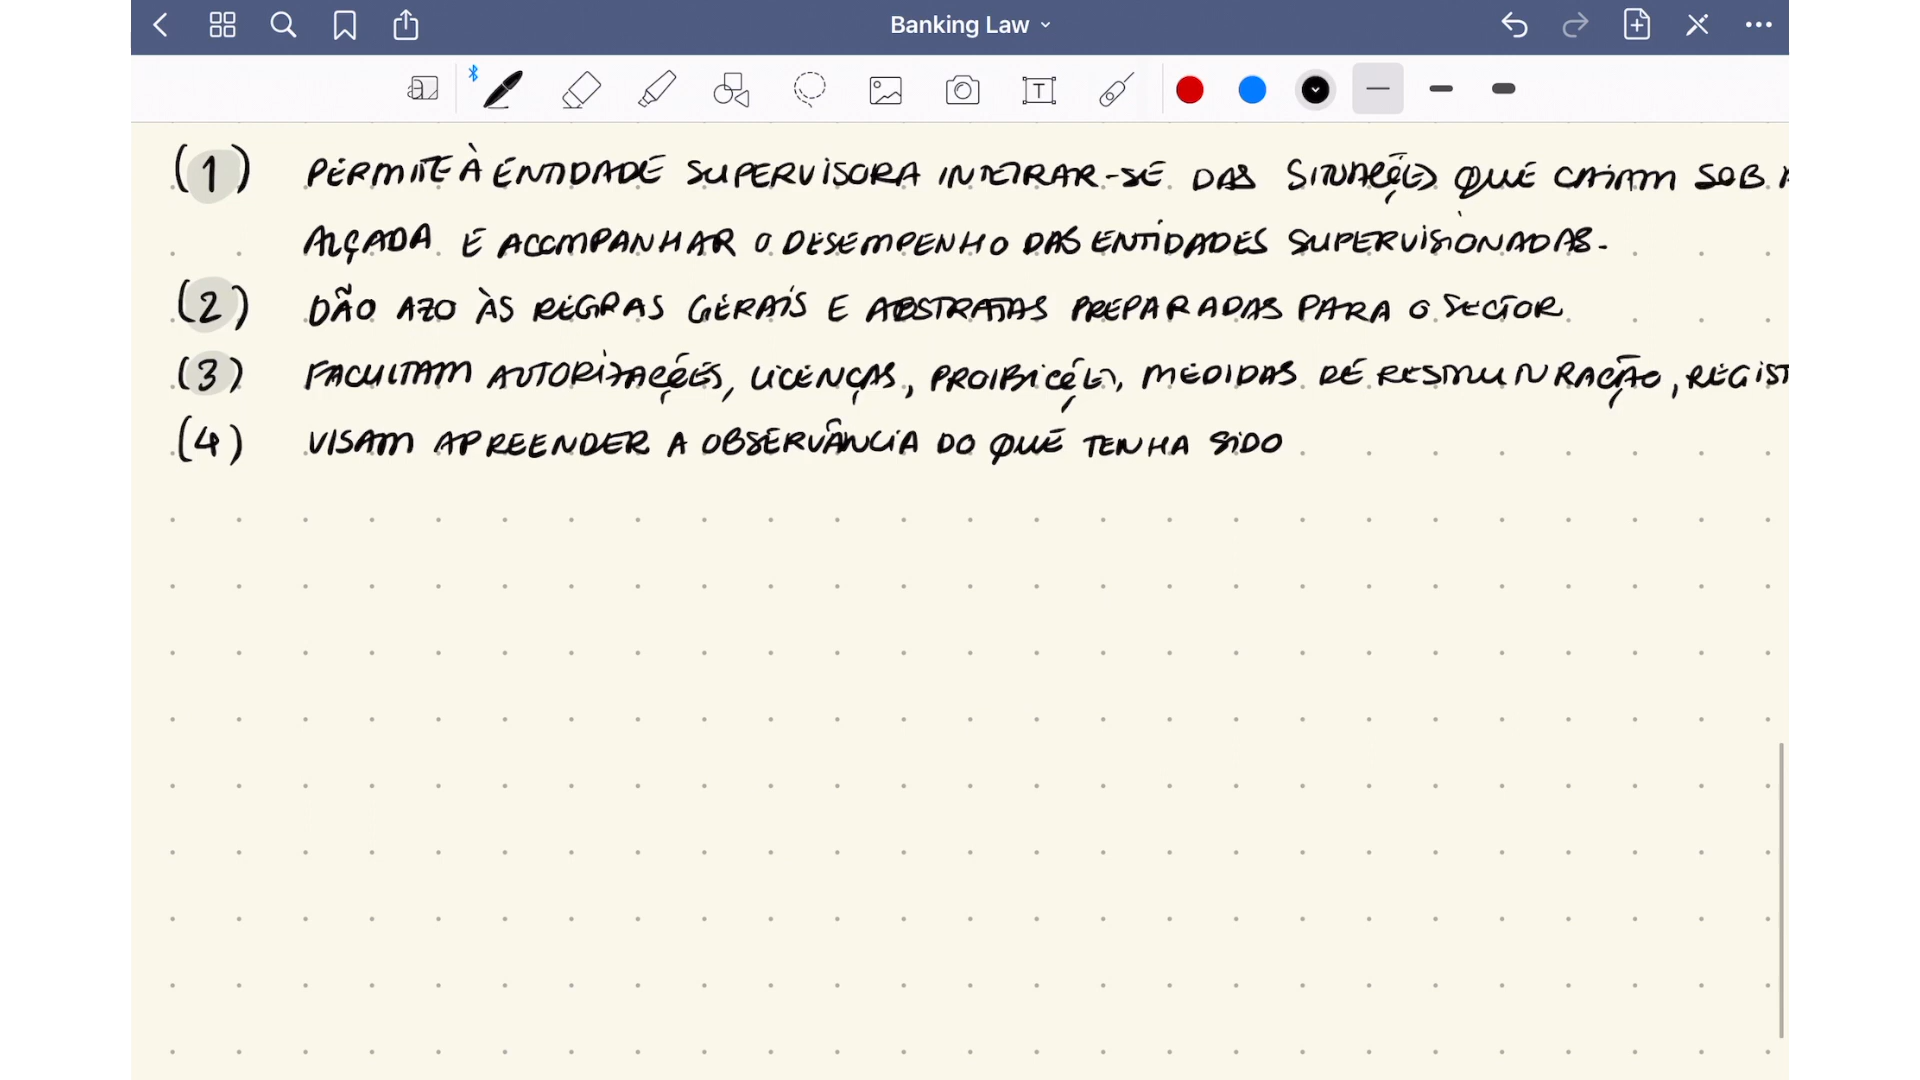 Banking Law
(1) PERMITE À ENTIDADE SUPERVISORA INTEIRAR-SE DAS SITUAÇÕES QUE CAIAM SOB
ALÇADA E ACOMPANHAR O DESEMPENHO DAS ENTIDADES SUPERVISIONADAS.
(2) DÃO AZO ÀS REGRAS GERAIS E ABSTRATAS PREPARADAS PARA O SECTOR
(3) FACULTAM AUTORIZAÇÕES, LICENÇAS, PROIBIÇÕES, MEDIDAS DE RESTRUTURAÇÃO, REGIST
(4) VISAM APREENDER A OBSERVÂNCIA DO QUE TENHA SIDO